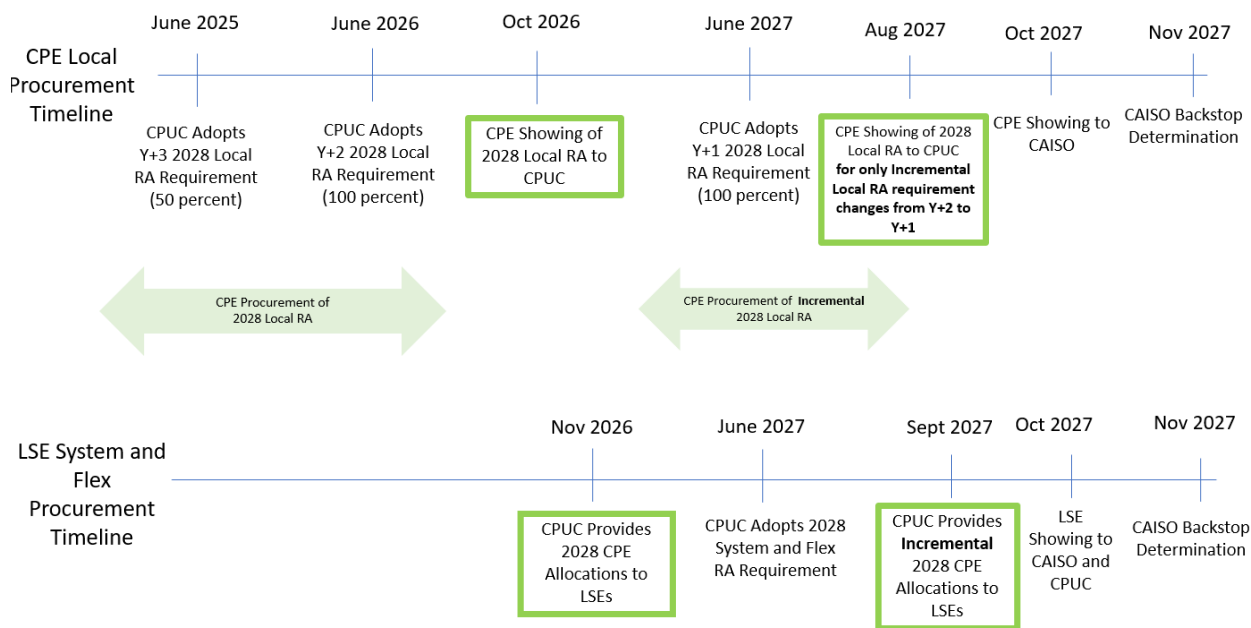 June 2025
June 2026
Oct 2026
June 2027
Aug 2027
Oct 2027
Nov 2027
CPE Local
Procurement
Timeline
CPUC Adopts
Y+3 2028 Local
RA Requirement
(50 percent)
CPUC Adopts
Y+2 2028 Local
RA Requirement
(100 percent)
CPE Showing of
2028 Local RA to
CPUC
CPUC Adopts
Y+1 2028 Local
RA Requirement
(100 percent)
CPE Showing of 2028
Local RA to CPUC
for only Incremental
Local RA requirement
changes from Y+2 to
Y+1
CPE Showing to
CAISO
CAISO Backstop
Determination
CPE Procurement of
2028 Local RA
CPE Procurement of Incremental
2028 Local RA
LSE System and
Flex
Procurement
Timeline
Nov 2026
June 2027
Sept 2027
Oct 2027
Nov 2027
CPUC Provides
2028 CPE
Allocations to
LSEs
CPUC Adopts 2028
System and Flex
RA Requirement
CPUC Provides
Incremental
2028 CPE
Allocations to
LSEs
LSE
Showing to
CAISO and
CPUC
CAISO Backstop
Determination